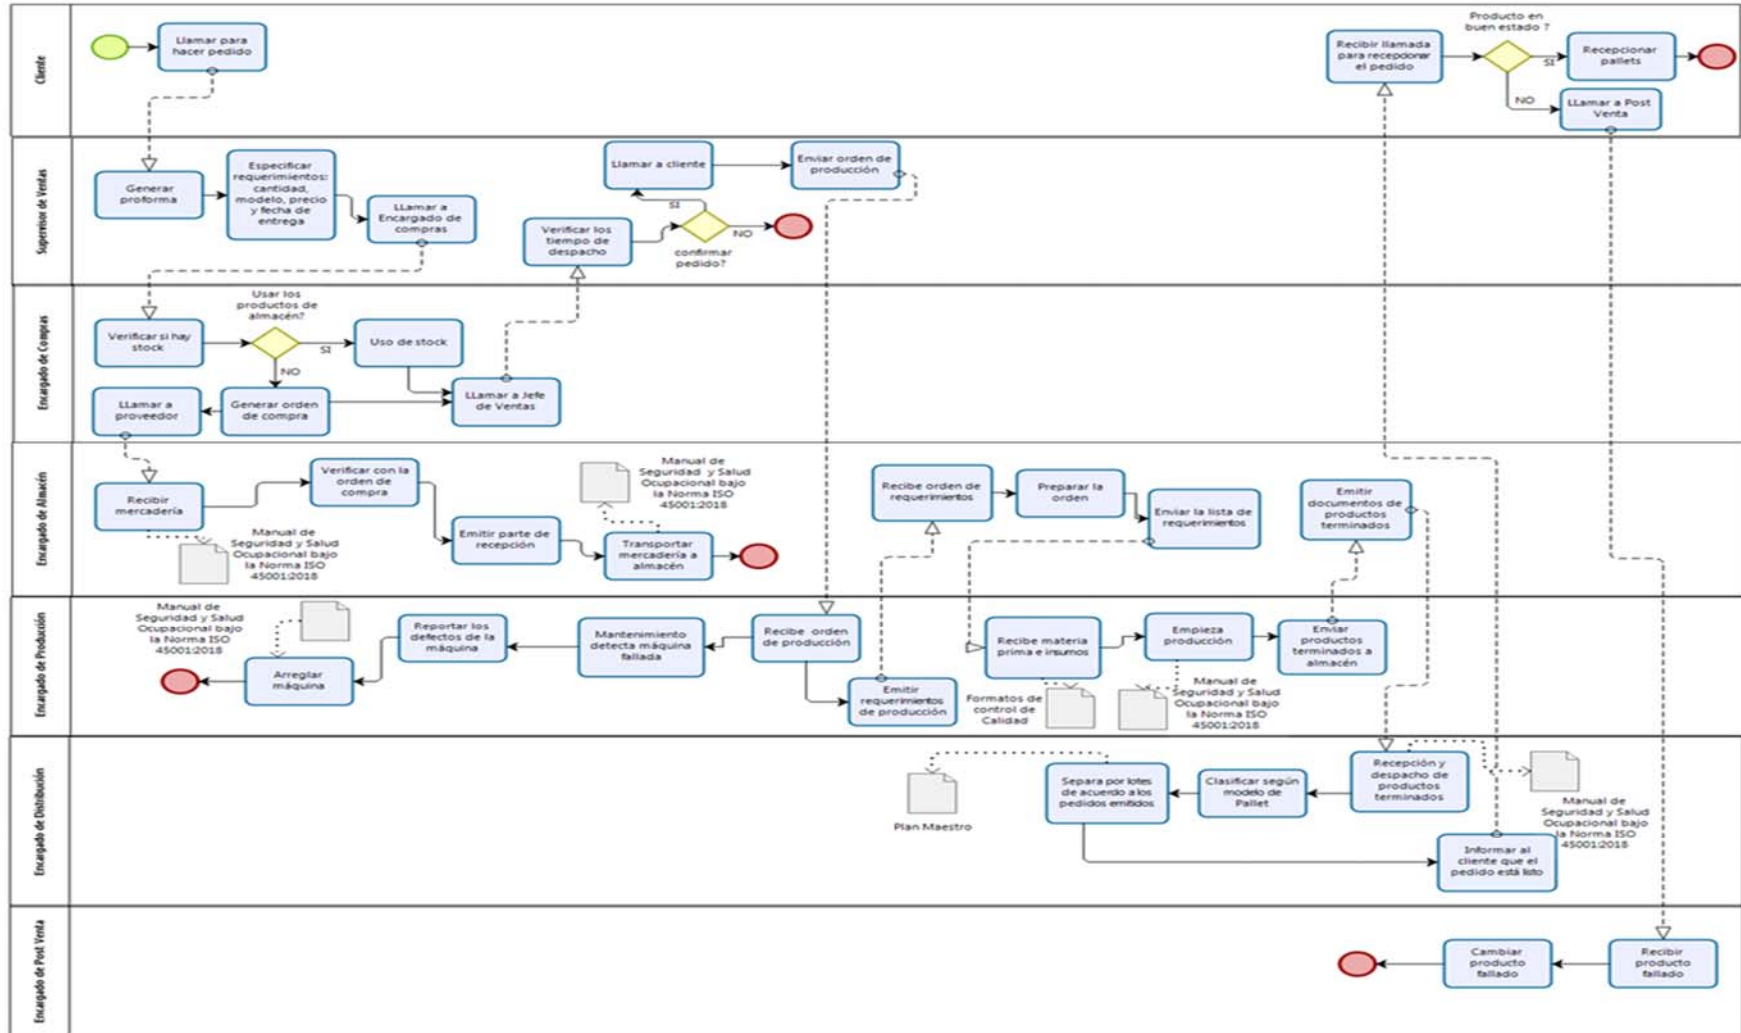 Cliente
Llamar para
hacer pedido
Recibir llamada
para recepcionar
el pedido
Producto en
buen estado ?
SI
NO
Recepcionar
pallets
LLamar a Post
Venta
Supervisor de Ventas
Generar
proforma
Especificar
requerimientos:
cantidad,
modelo, precio
y fecha de
entrega
LLamar a
Encargado de
compras
Verificar los
tiempo de
despacho
Llamar a cliente
SI
NO
confirmar
pedido?
Enviar orden de
producción
Encargado de Compras
Verificar si hay
stock
Usar los
productos de
almacén?
SI
NO
Uso de stock
LLamar a
proveedor
Generar orden
de compra
LLamar a Jefe
de Ventas
Encargado de Almacén
Recibir
mercadería
Manual de
Seguridad y Salud
Ocupacional bajo
la Norma ISO
45001:2018
Verificar con la
orden de
compra
Emitir parte de
recepción
Manual de
Seguridad y Salud
Ocupacional bajo
la Norma ISO
45001:2018
Transportar
mercadería a
almacén
Recibe orden de
requerimientos
Preparar la
orden
Enviar la lista de
requerimientos
Emitir
documentos de
productos
terminados
Encargado de Producción
Manual de
Seguridad y Salud
Ocupacional bajo
la Norma ISO
45001:2018
Arreglar
máquina
Reportar los
defectos de la
máquina
Mantenimiento
detecta máquina
fallada
Recibe orden
de producción
Emitir
requerimientos
de producción
Recibe materia
prima e insumos
Formatos de
control de
Calidad
Empieza
producción
Manual de
Seguridad y Salud
Ocupacional bajo
la Norma ISO
45001:2018
Enviar
productos
terminados a
almacén
Encargado de Distribución
Plan Maestro
Separa por lotes
de acuerdo a los
pedidos emitidos
Clasificar según
modelo de
Pallet
Recepción y
despacho de
productos
terminados
Manual de
Seguridad y Salud
Ocupacional bajo
la Norma ISO
45001:2018
Informar al
cliente que el
pedido está listo
Encargado de Post Venta
Cambiar
producto
fallado
Recibir
producto
fallado